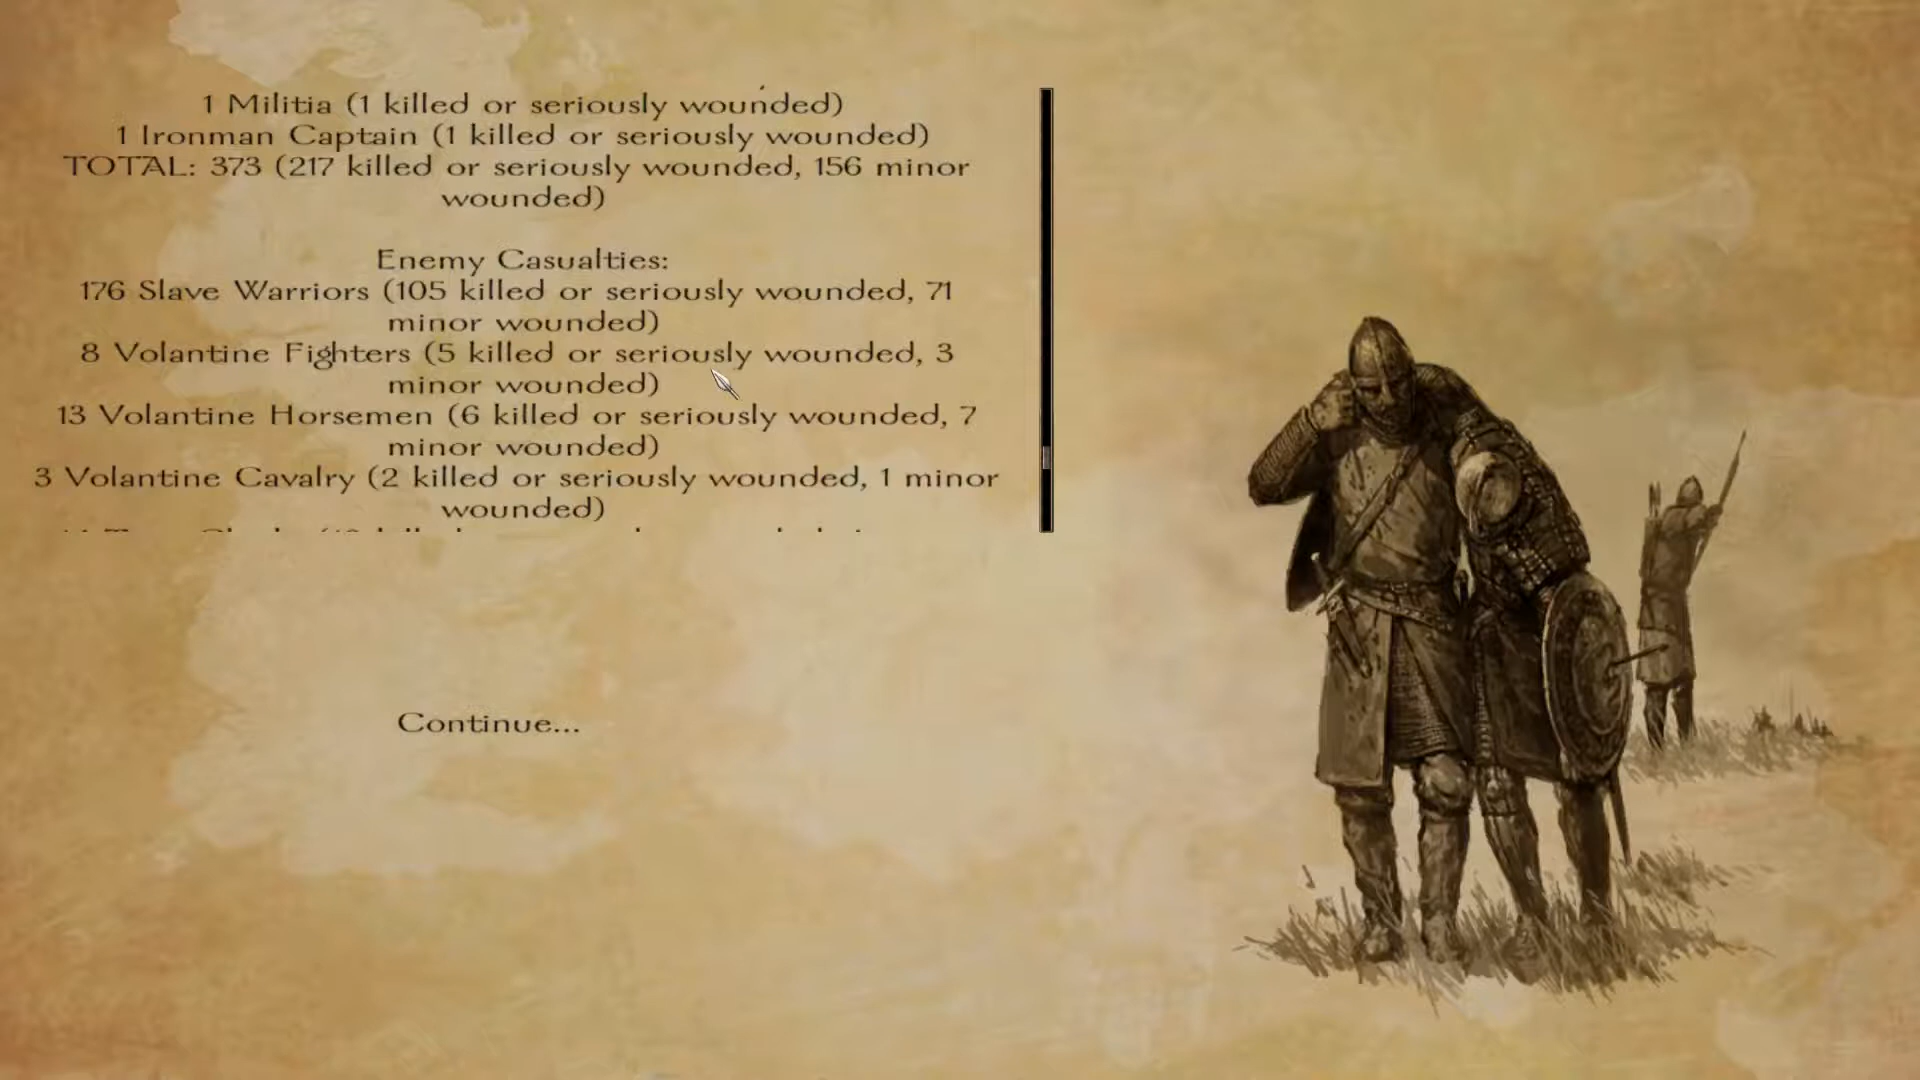 1 Militia (1 killed or seriously wounded)
1 Ironman Captain (1 killed or seriously wounded)
TOTAL: 373 (217 killed or seriously wounded, 156 minor
wounded)
Enemy Casualties:
176 Slave Warriors (105 killed or seriously wounded, 71
minor wounded)
8 Volantine Fighters (5 killed or seriously wounded, 3
minor wounded)
13 Volantine Horsemen (6 killed or seriously wounded, 7
minor wounded)
3 Volantine Cavalry (2 killed or seriously wounded, 1 minor
wounded)
Continue...